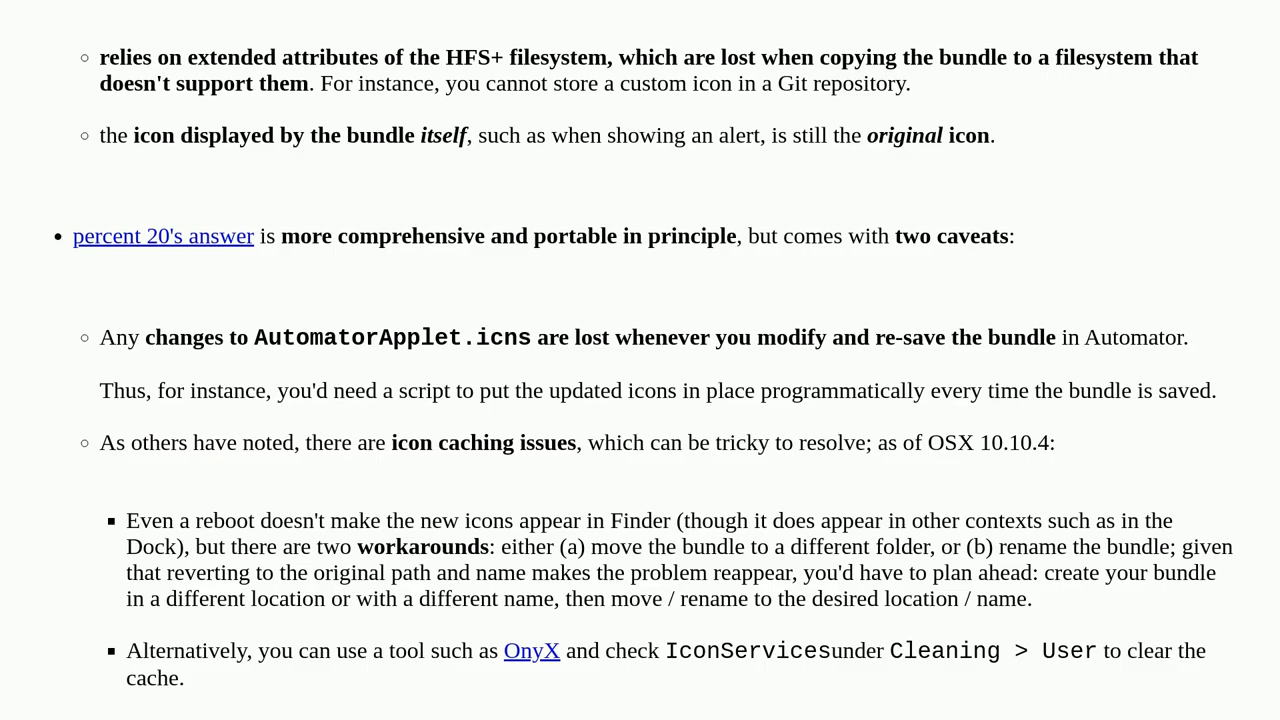 relies on extended attributes of the HFS+ filesystem, which are lost when copying the bundle to a filesystem that
doesn't support them. For instance, you cannot store a custom icon in a Git repository.
the icon displayed by the bundle itself, such as when showing an alert, is still the original icon.
percent 20's answer is more comprehensive and portable in principle, but comes with two caveats:
Any changes to AutomatorApplet.icns are lost whenever you modify and re-save the bundle in Automator.
Thus, for instance, you'd need a script to put the updated icons in place programmatically every time the bundle is saved.
As others have noted, there are icon caching issues, which can be tricky to resolve; as of OSX 10.10.4:
Even a reboot doesn't make the new icons appear in Finder (though it does appear in other contexts such as in the
Dock), but there are two workarounds: either (a) move the bundle to a different folder, or (b) rename the bundle; given
that reverting to the original path and name makes the problem reappear, you'd have to plan ahead: create your bundle
in a different location or with a different name, then move / rename to the desired location / name.
Alternatively, you can use a tool such as OnyX and check IconServicesunder Cleaning > User to clear the
cache.